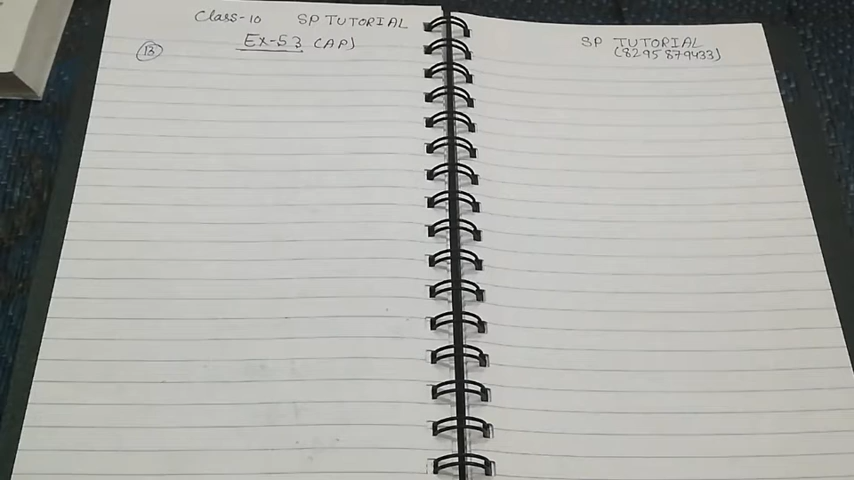 Class-10 SP TUTORIAL
Ex-5.3 (AP)
13
SP TUTORIAL
(8295879433)